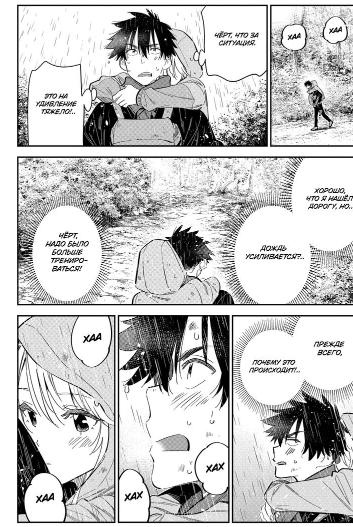 ХАА
ХАА
ЧЁРТ, ЧТО ЗА
СИТУАЦИЯ.
ЭТО НА
УДИВЛЕНИЕ
ТЯЖЕЛО!..
ХОРОШО,
ЧТО Я НАШЁЛ
ДОРОГУ, НО..
ДОЖДЬ
УСИЛИВАЕТСЯ?..
ЧЁРТ,
НАДО БЫЛО
БОЛЬШЕ
ТРЕНИРО-
ВАТЬСЯ!
ПРЕЖДЕ
ВСЕГО,
ПОЧЕМУ ЭТО
ПРОИСХОДИТ...
ХАХ
ХАХ
ХАА
ХАА